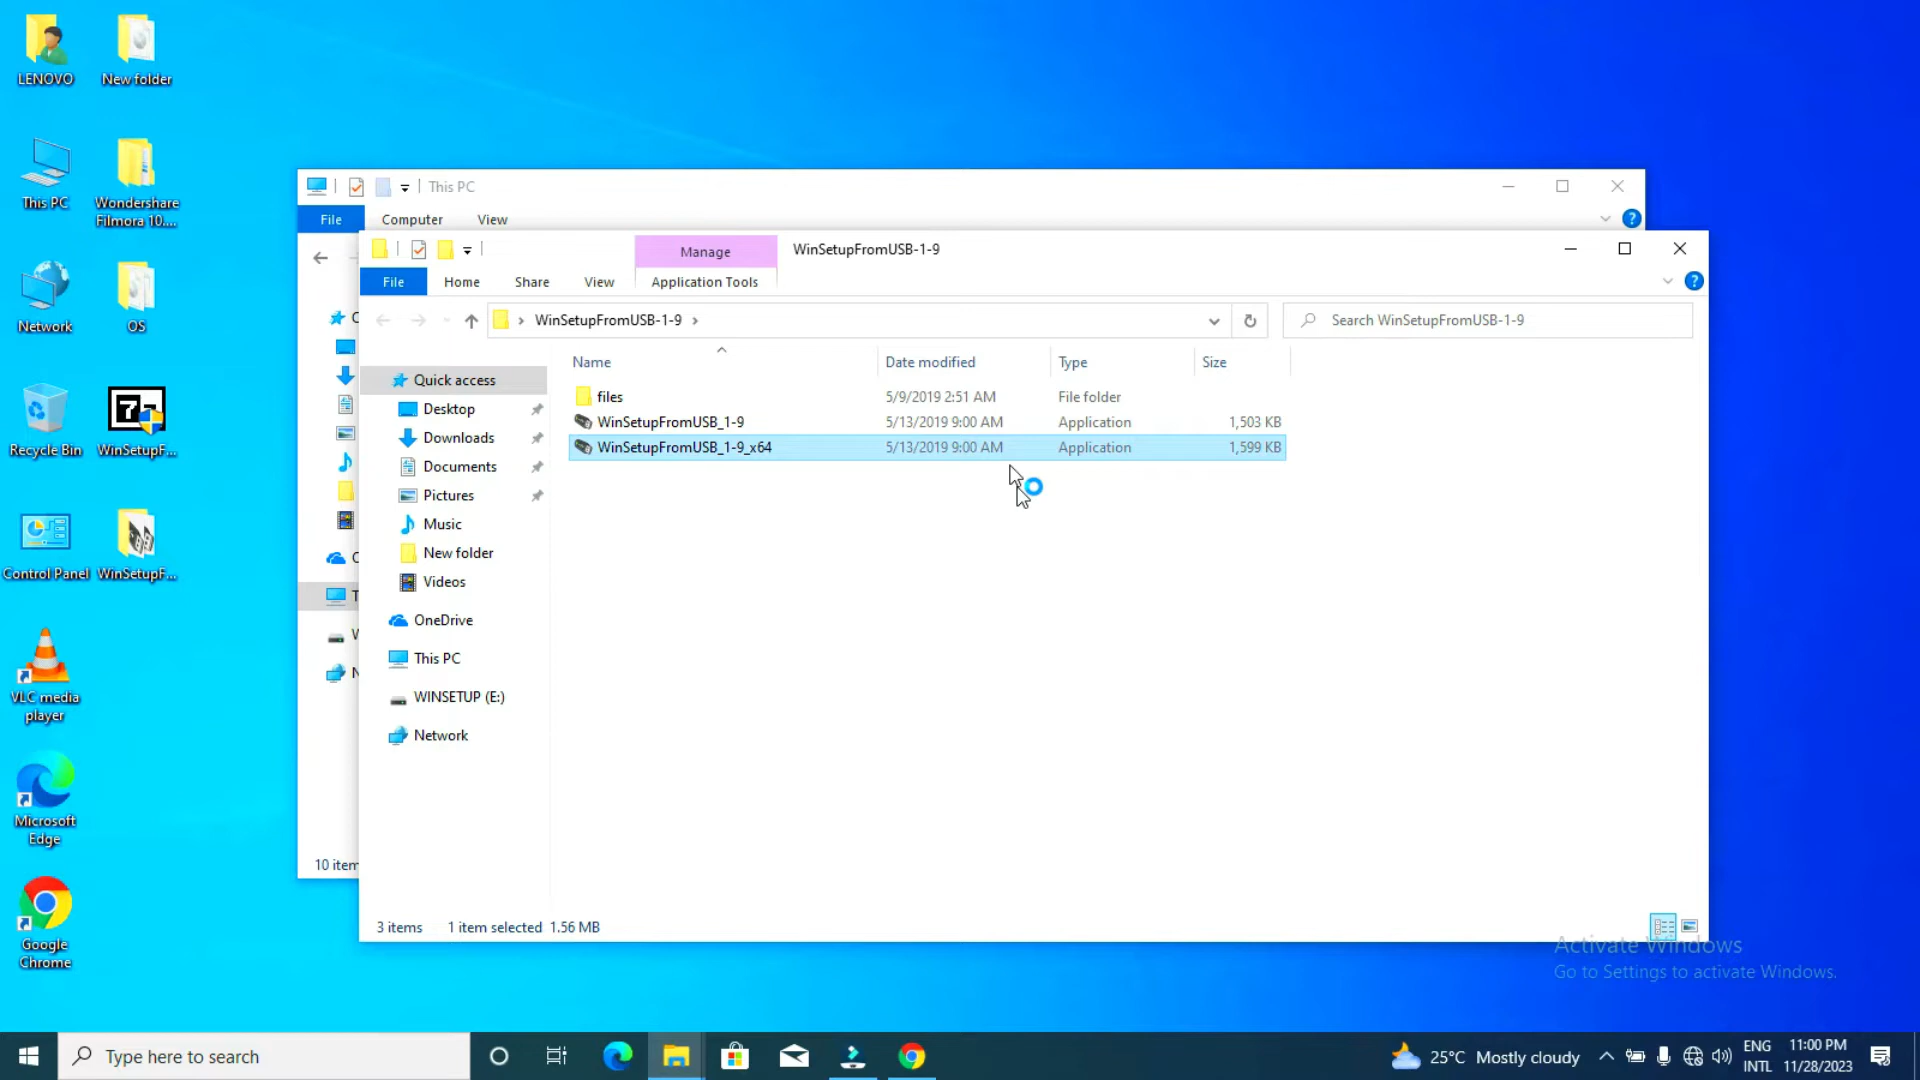 LENOVO
New folder
This PC
Wondershare
Filmora 10....
Network
OS
Recycle Bin
WinSetupF...
Control Panel
WinSetupF...
VLC media
player
Microsoft
Edge
Google
Chrome
This PC
File
Computer
View
10 item
Manage
WinSetupFromUSB-1-9
File
Home
Share
View
Application Tools
WinSetupFromUSB-1-9
Search WinSetupFromUSB-1-9
Name
Date modified
Type
Size
files
5/9/2019 2:51 AM
File folder
WinSetupFromUSB_1-9
5/13/2019 9:00 AM
Application
1,503 KB
WinSetupFromUSB_1-9_x64
5/13/2019 9:00 AM
Application
1,599 KB
Quick access
Desktop
Downloads
Documents
Pictures
Music
New folder
Videos
OneDrive
This PC
WINSETUP (E:)
Network
3 items
1 item selected 1.56 MB
Activate Windows
Go to Settings to activate Windows.
Type here to search
25°C Mostly cloudy
ENG
INTL
11:00 PM
11/28/2023